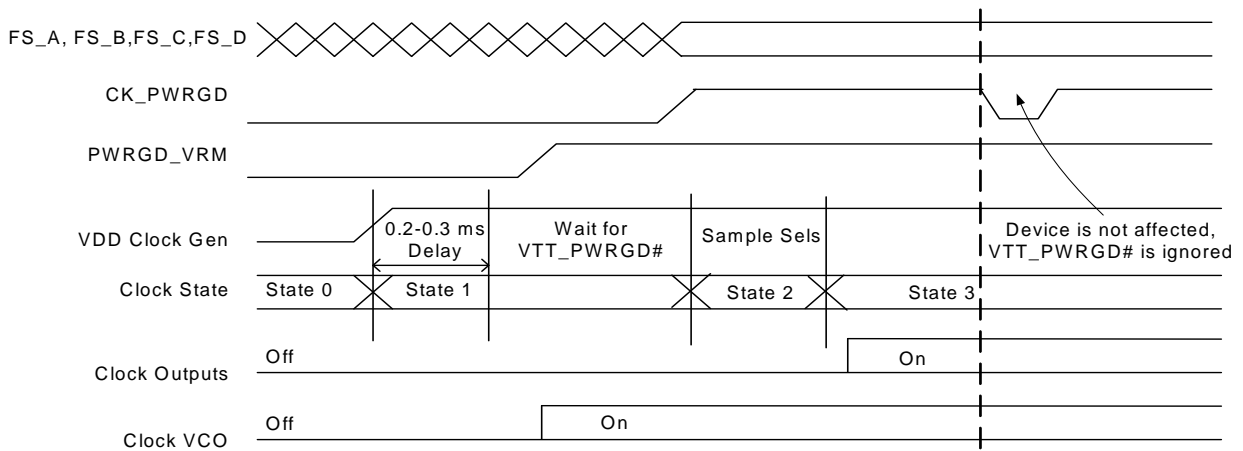 FS_A, FS_B,FS_C,FS_D
CK_PWRGD
PWRGD_VRM
VDD Clock Gen
0.2-0.3 ms
Delay
Wait for
VTT_PWRGD#
Sample Sels
Device is not affected,
VTT_PWRGD# is ignored
Clock State
State 0
State 1
State 2
State 3
Clock Outputs
Off
On
Clock VCO
Off
On